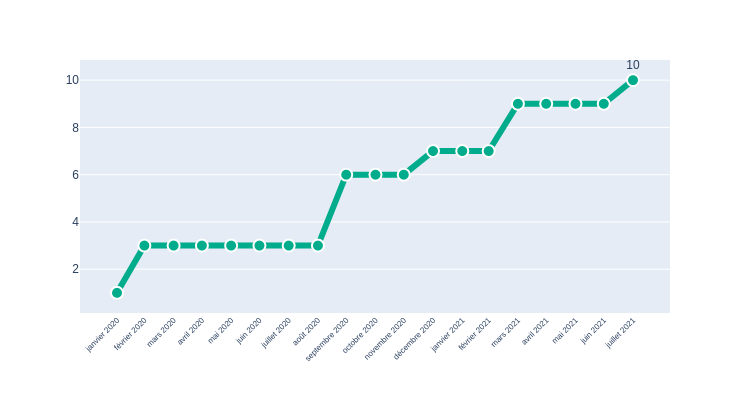 10
10
8
6
4
2
janvier 2020
février 2020
mars 2020
avril 2020
mai 2020
juin 2020
juillet 2020
août 2020
septembre 2020
octobre 2020
novembre 2020
décembre 2020
janvier 2021
février 2021
mars 2021
avril 2021
mai 2021
juin 2021
juillet 2021